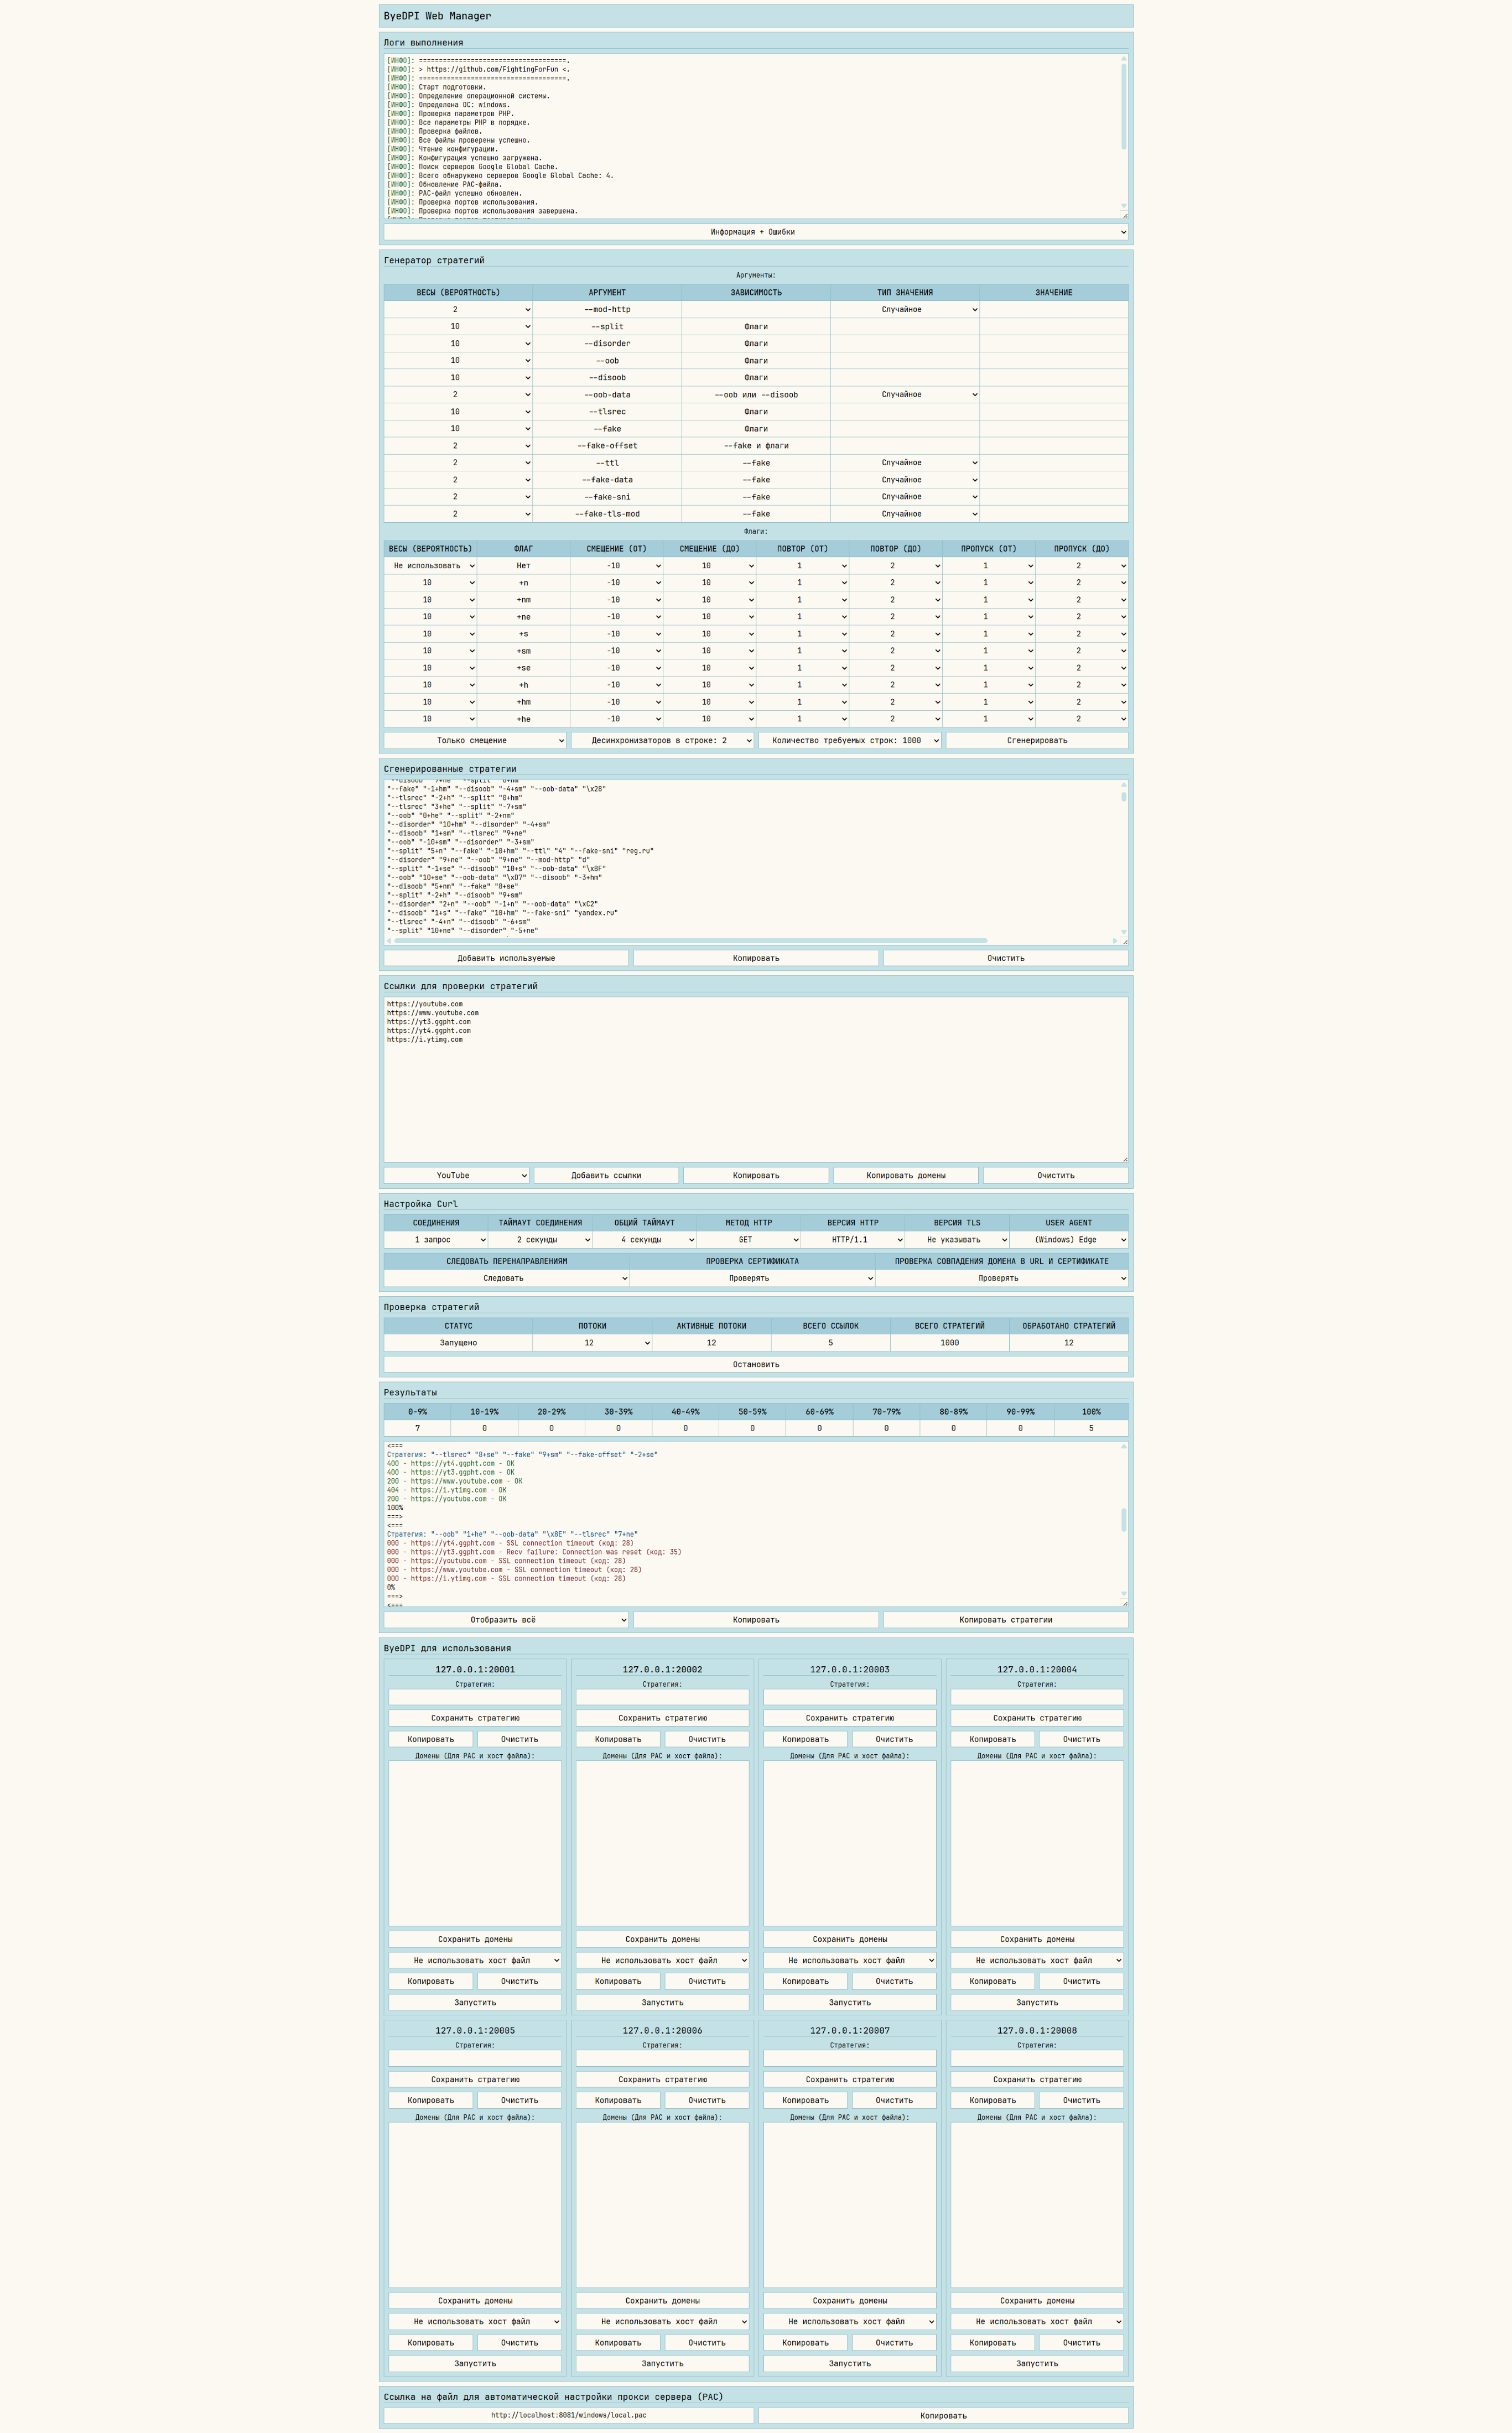 ByeDPI Web Manager
Логи выполнения
[ИНФО]: =====================================.
[ИНФО]: > https://github.com/FightingForFun <.
[ИНФО]: =====================================.
[ИНФО]: Старт подготовки.
[ИНФО]: Определение операционной системы.
[ИНФО]: Определена ОС: windows.
[ИНФО]: Проверка параметров PHP.
[ИНФО]: Все параметры PHP в порядке.
[ИНФО]: Проверка файлов.
[ИНФО]: Все файлы проверены успешно.
[ИНФО]: Чтение конфигурации.
[ИНФО]: Конфигурация успешно загружена.
[ИНФО]: Поиск серверов Google Global Cache.
[ИНФО]: Всего обнаружено серверов Google Global Cache: 4.
[ИНФО]: Обновление PAC-файла.
[ИНФО]: PAC-файл успешно обновлен.
[ИНФО]: Проверка портов использования.
[ИНФО]: Проверка портов использования завершена.
Информация + Ошибки
Генератор стратегий
Аргументы:
ВЕСЫ (ВЕРОЯТНОСТЬ) АРГУМЕНТ ЗАВИСИМОСТЬ ТИП ЗНАЧЕНИЯ ЗНАЧЕНИЕ
2 --mod-http Случайное
10 --split Флаги
10 --disorder Флаги
10 --oob Флаги
10 --disoob Флаги
2 --oob-data --oob или --disoob Случайное
10 --tlsrec Флаги
10 --fake Флаги
2 --fake-offset --fake и флаги
2 --ttl --fake Случайное
2 --fake-data --fake Случайное
2 --fake-sni --fake Случайное
2 --fake-tls-mod --fake Случайное
Флаги:
ВЕСЫ (ВЕРОЯТНОСТЬ) ФЛАГ СМЕЩЕНИЕ (ОТ) СМЕЩЕНИЕ (ДО) ПОВТОР (ОТ) ПОВТОР (ДО) ПРОПУСК (ОТ) ПРОПУСК (ДО)
Не использовать Нет -10 10 1 2 1 2
10 +n -10 10 1 2 1 2
10 +nm -10 10 1 2 1 2
10 +ne -10 10 1 2 1 2
10 +s -10 10 1 2 1 2
10 +sm -10 10 1 2 1 2
10 +se -10 10 1 2 1 2
10 +h -10 10 1 2 1 2
10 +hm -10 10 1 2 1 2
10 +he -10 10 1 2 1 2
Только смещение Десинхронизаторов в строке: 2 Количество требуемых строк: 1000 Сгенерировать
Сгенерированные стратегии
"--fake" "-1+hm" "--disoob" "-4+sm" "--oob-data" "\x28"
"--tlsrec" "-2+h" "--split" "0+hm"
"--tlsrec" "3+he" "--split" "-7+sm"
"--oob" "0+he" "--split" "-2+nm"
"--disorder" "10+hm" "--disorder" "-4+sm"
"--disoob" "1+sm" "--tlsrec" "9+ne"
"--oob" "-10+sm" "--disorder" "-3+sm"
"--split" "5+n" "--fake" "-10+hm" "--ttl" "4" "--fake-sni" "reg.ru"
"--disorder" "9+ne" "--oob" "9+ne" "--mod-http" "d"
"--split" "-1+se" "--disoob" "10+s" "--oob-data" "\xBF"
"--oob" "10+se" "--oob-data" "\xD7" "--disoob" "-3+hm"
"--disoob" "5+nm" "--fake" "8+se"
"--split" "-2+h" "--disoob" "9+sm"
"--disorder" "2+n" "--oob" "-1+n" "--oob-data" "\xC2"
"--disoob" "1+s" "--fake" "10+hm" "--fake-sni" "yandex.ru"
"--tlsrec" "-4+n" "--disoob" "-6+sm"
"--split" "10+ne" "--disorder" "-5+ne"
Добавить используемые Копировать Очистить
Ссылки для проверки стратегий
https://youtube.com
https://www.youtube.com
https://yt3.ggpht.com
https://yt4.ggpht.com
https://i.ytimg.com
YouTube Добавить ссылки Копировать Копировать домены Очистить
Настройка Curl
СОЕДИНЕНИЯ ТАЙМАУТ СОЕДИНЕНИЯ ОБЩИЙ ТАЙМАУТ МЕТОД HTTP ВЕРСИЯ HTTP ВЕРСИЯ TLS USER AGENT
1 запрос 2 секунды 4 секунды GET HTTP/1.1 Не указывать (Windows) Edge
СЛЕДОВАТЬ ПЕРЕНАПРАВЛЕНИЯМ ПРОВЕРКА СЕРТИФИКАТА ПРОВЕРКА СОВПАДЕНИЯ ДОМЕНА В URL И СЕРТИФИКАТЕ
Следовать Проверять Проверять
Проверка стратегий
СТАТУС ПОТОКИ АКТИВНЫЕ ПОТОКИ ВСЕГО ССЫЛОК ВСЕГО СТРАТЕГИЙ ОБРАБОТАНО СТРАТЕГИЙ
Запущено 12 12 5 1000 12
Остановить
Результаты
0-9% 10-19% 20-29% 30-39% 40-49% 50-59% 60-69% 70-79% 80-89% 90-99% 100%
7 0 0 0 0 0 0 0 0 0 5
<===
Стратегия: "--tlsrec" "8+se" "--fake" "9+sm" "--fake-offset" "-2+se"
400 - https://yt4.ggpht.com - OK
400 - https://yt3.ggpht.com - OK
200 - https://www.youtube.com - OK
404 - https://i.ytimg.com - OK
200 - https://youtube.com - OK
100%
===>
<===
Стратегия: "--oob" "1+he" "--oob-data" "\x8E" "--tlsrec" "7+ne"
000 - https://yt4.ggpht.com - SSL connection timeout (код: 28)
000 - https://yt3.ggpht.com - Recv failure: Connection was reset (код: 35)
000 - https://youtube.com - SSL connection timeout (код: 28)
000 - https://www.youtube.com - SSL connection timeout (код: 28)
000 - https://i.ytimg.com - SSL connection timeout (код: 28)
0%
===>
<===
Отобразить всё Копировать Копировать стратегии
ByeDPI для использования
127.0.0.1:20001 127.0.0.1:20002 127.0.0.1:20003 127.0.0.1:20004
Стратегия: Стратегия: Стратегия: Стратегия:
Сохранить стратегию Сохранить стратегию Сохранить стратегию Сохранить стратегию
Копировать Очистить Копировать Очистить Копировать Очистить Копировать Очистить
Домены (Для PAC и хост файла): Домены (Для PAC и хост файла): Домены (Для PAC и хост файла): Домены (Для PAC и хост файла):
Сохранить домены Сохранить домены Сохранить домены Сохранить домены
Не использовать хост файл Не использовать хост файл Не использовать хост файл Не использовать хост файл
Копировать Очистить Копировать Очистить Копировать Очистить Копировать Очистить
Запустить Запустить Запустить Запустить
127.0.0.1:20005 127.0.0.1:20006 127.0.0.1:20007 127.0.0.1:20008
Стратегия: Стратегия: Стратегия: Стратегия:
Сохранить стратегию Сохранить стратегию Сохранить стратегию Сохранить стратегию
Копировать Очистить Копировать Очистить Копировать Очистить Копировать Очистить
Домены (Для PAC и хост файла): Домены (Для PAC и хост файла): Домены (Для PAC и хост файла): Домены (Для PAC и хост файла):
Сохранить домены Сохранить домены Сохранить домены Сохранить домены
Не использовать хост файл Не использовать хост файл Не использовать хост файл Не использовать хост файл
Копировать Очистить Копировать Очистить Копировать Очистить Копировать Очистить
Запустить Запустить Запустить Запустить
Ссылка на файл для автоматической настройки прокси сервера (PAC)
http://localhost:8081/windows/local.pac Копировать